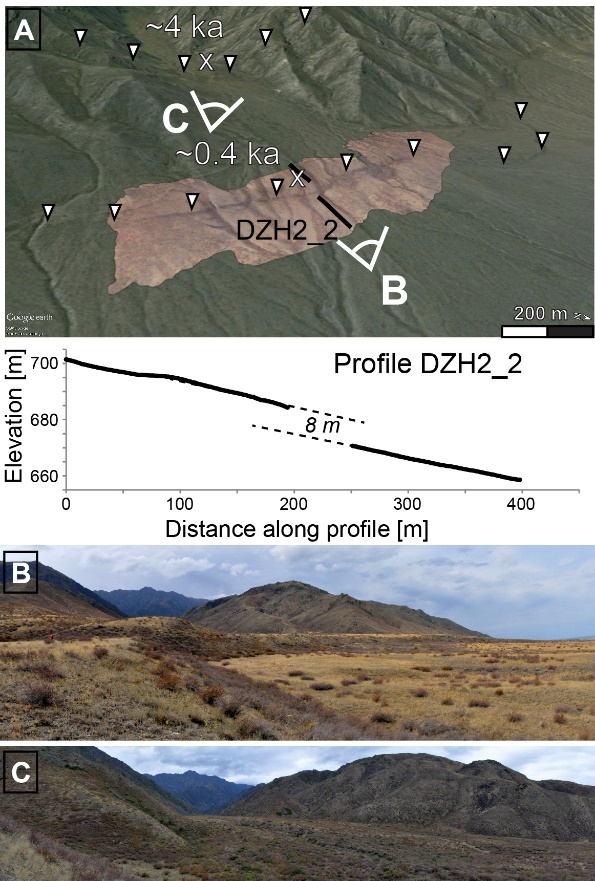 A
~4 ka
X
C
~0.4 ka
X
DZH2_2
B
Google earth
200 m
Profile DZH2_2
Elevation [m]
700
680
660
8 m
0 100 200 300 400
Distance along profile [m]
B
C